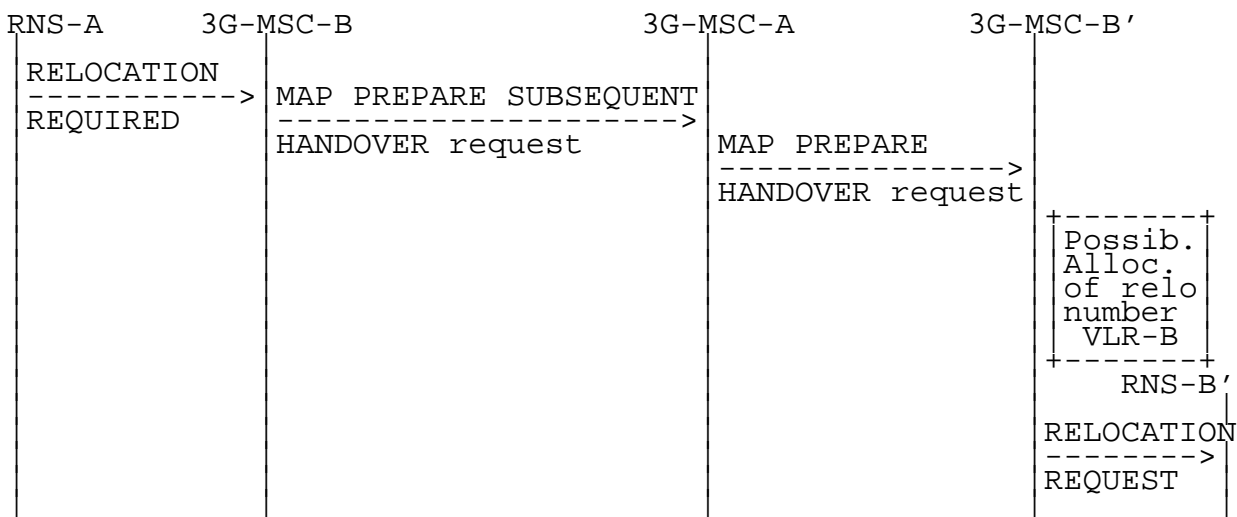 RNS-A 3G-MSC-B 3G-MSC-A 3G-MSC-B'
RELOCATION
-----------> MAP PREPARE SUBSEQUENT
REQUIRED --------------------->
HANDOVER request MAP PREPARE
--------------->
HANDOVER request
+-------+
Possib.
Alloc.
of relo
number
VLR-B
+-------+
RNS-B'
RELOCATION
-------->
REQUEST